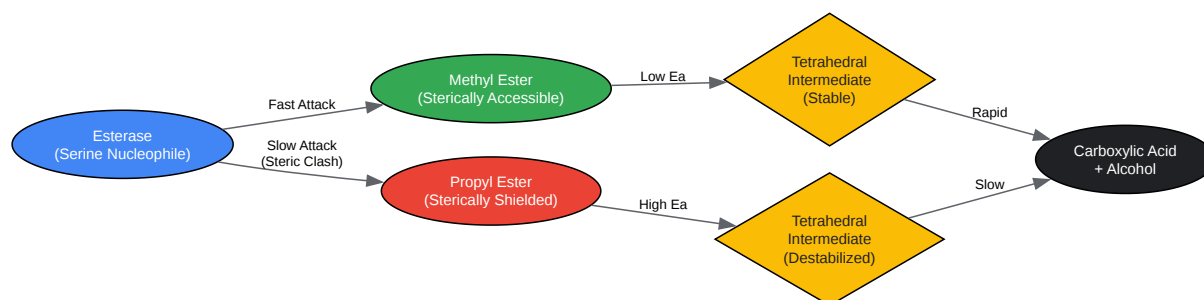 Esterase
(Serine Nucleophile)
Fast Attack
Slow Attack
(Steric Clash)
Methyl Ester
(Sterically Accessible)
Propyl Ester
(Sterically Shielded)
Low Ea
High Ea
Tetrahedral
Intermediate
(Stable)
Tetrahedral
Intermediate
(Destabilized)
Rapid
Slow
Carboxylic Acid
+ Alcohol